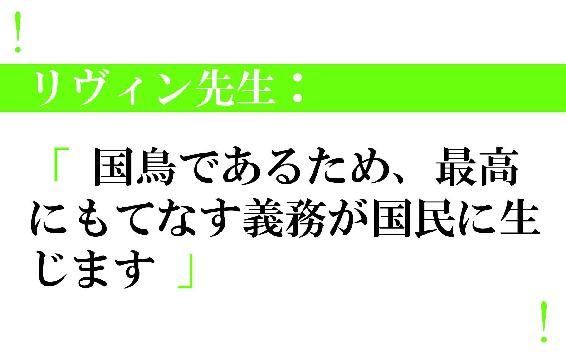 !
リヴィン先生：
「 国鳥であるため、最高
にもてなす義務が国民に生
じます 」
!